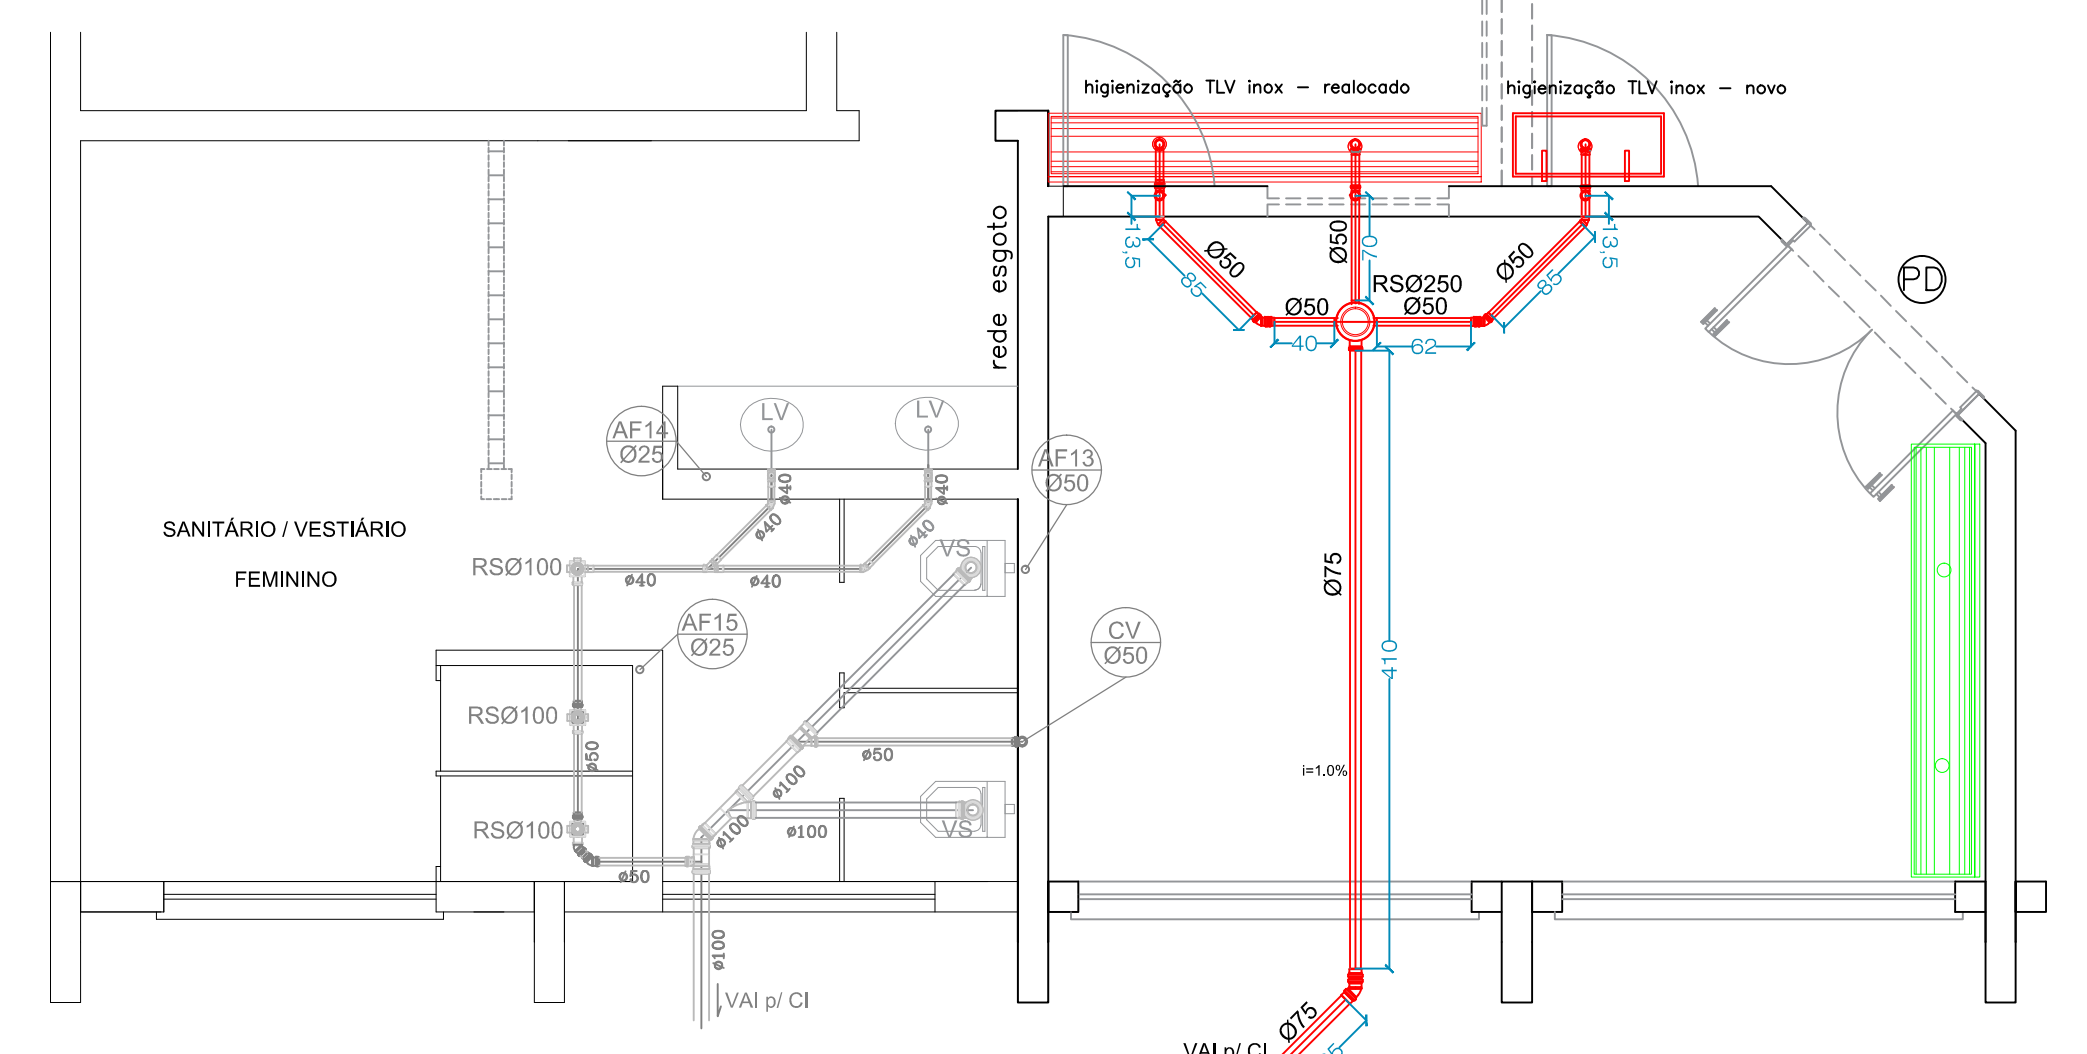 higienização TLV inox – realocado
higienização TLV inox – novo
rede esgoto
13,5
Ø50
85
Ø50
70
RSØ250
Ø50
Ø50
40
62
Ø50
85
13,5
PD
LV
LV
AF14
Ø25
AF13
Ø50
ø40
ø40
ø40
ø40
SANITÁRIO / VESTIÁRIO
FEMININO
RSØ100
ø40
ø40
VS
AF15
Ø25
CV
Ø50
Ø75
410
RSØ100
ø50
ø50
ø100
i=1.0%
RSØ100
ø100
ø100
VS
ø50
ø100
VAI p/ CI
Ø75
VAI p/ CI